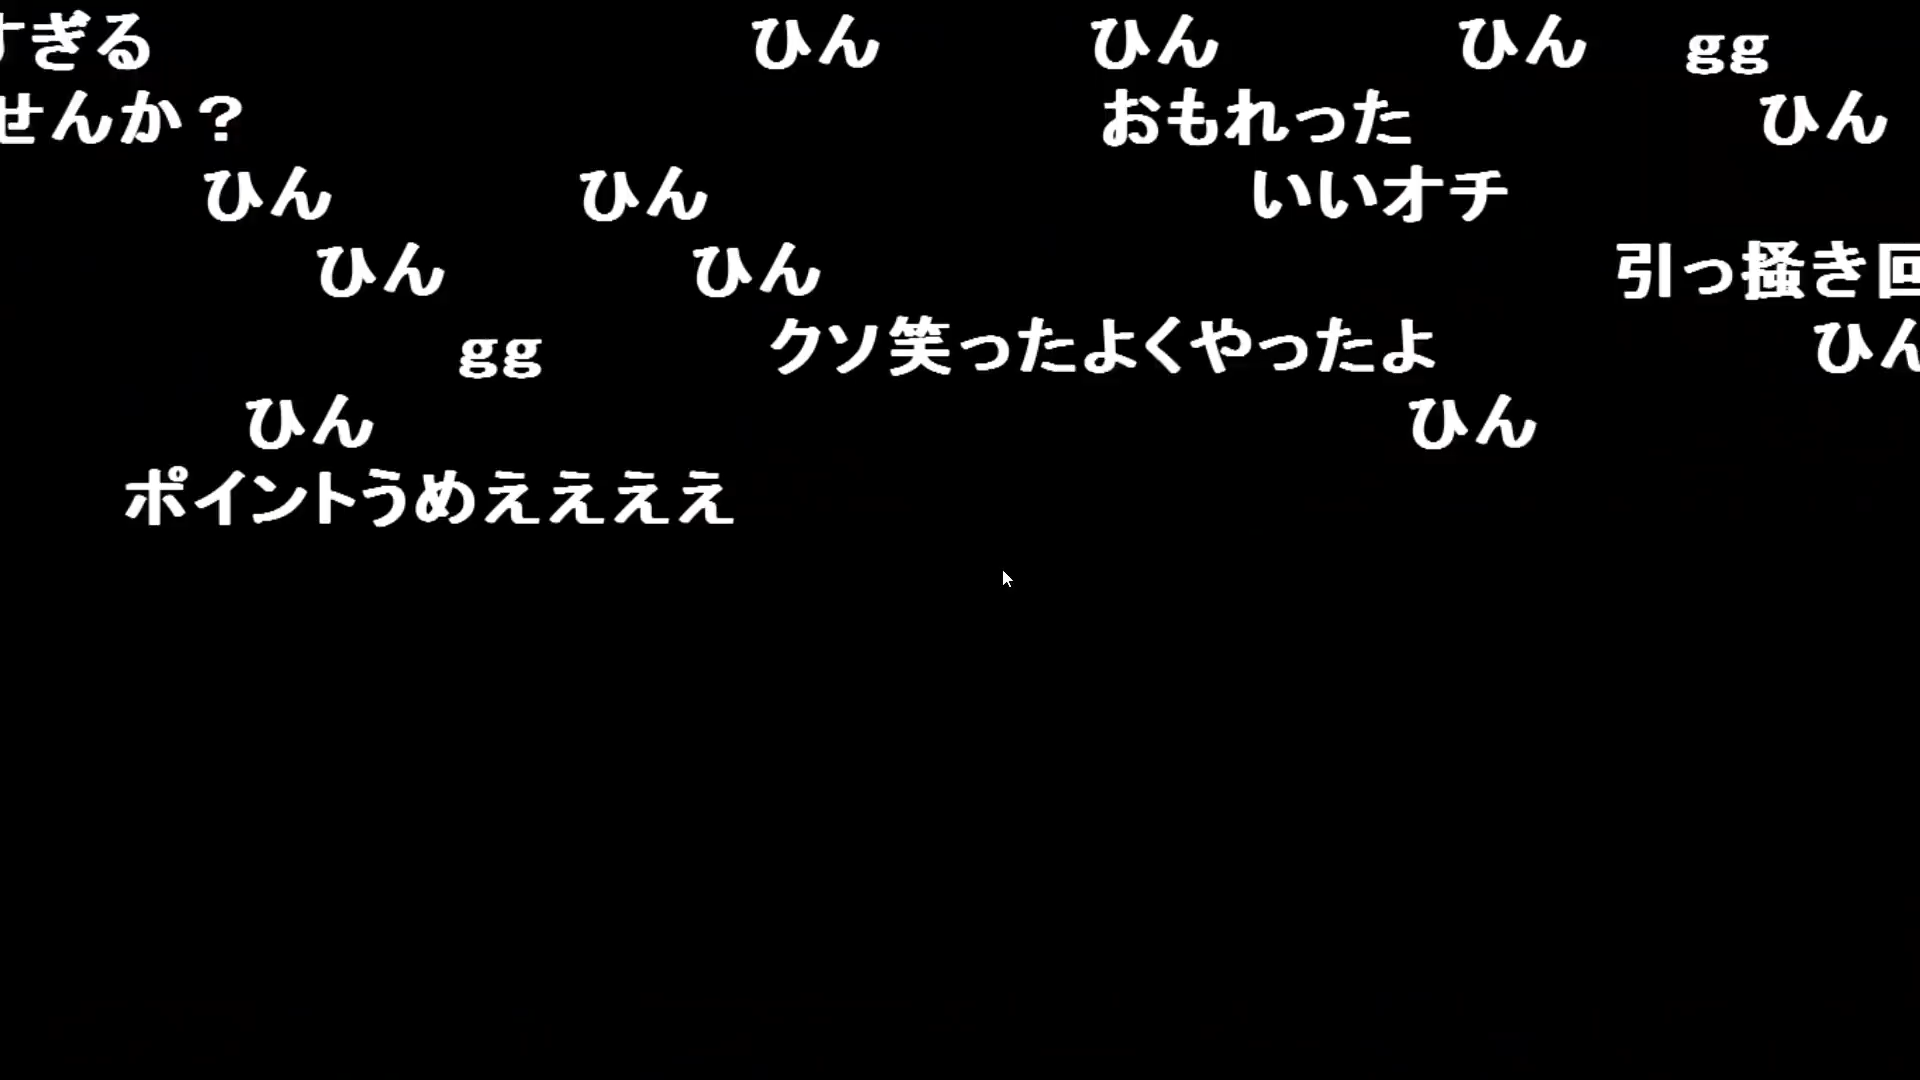 すぎる ひん ひん ひん gg
せんか？ おもれった ひん
ひん ひん いいオチ
ひん ひん 引っ掻き回
gg クソ笑ったよくやったよ ひん
ひん ひん
ポイントうめええええ